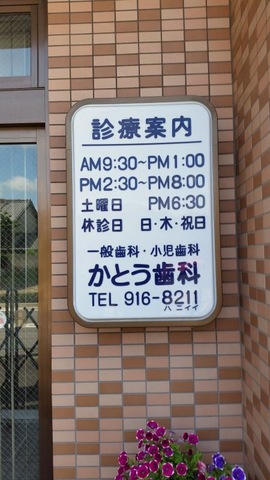 診療案内
AM9:30~PM1:00
PM2:30~PM8:00
土曜日 PM6:30
休診日 日・木・祝日
一般歯科・小児歯科
かとう歯科
TEL 916-8211
ハニイイ